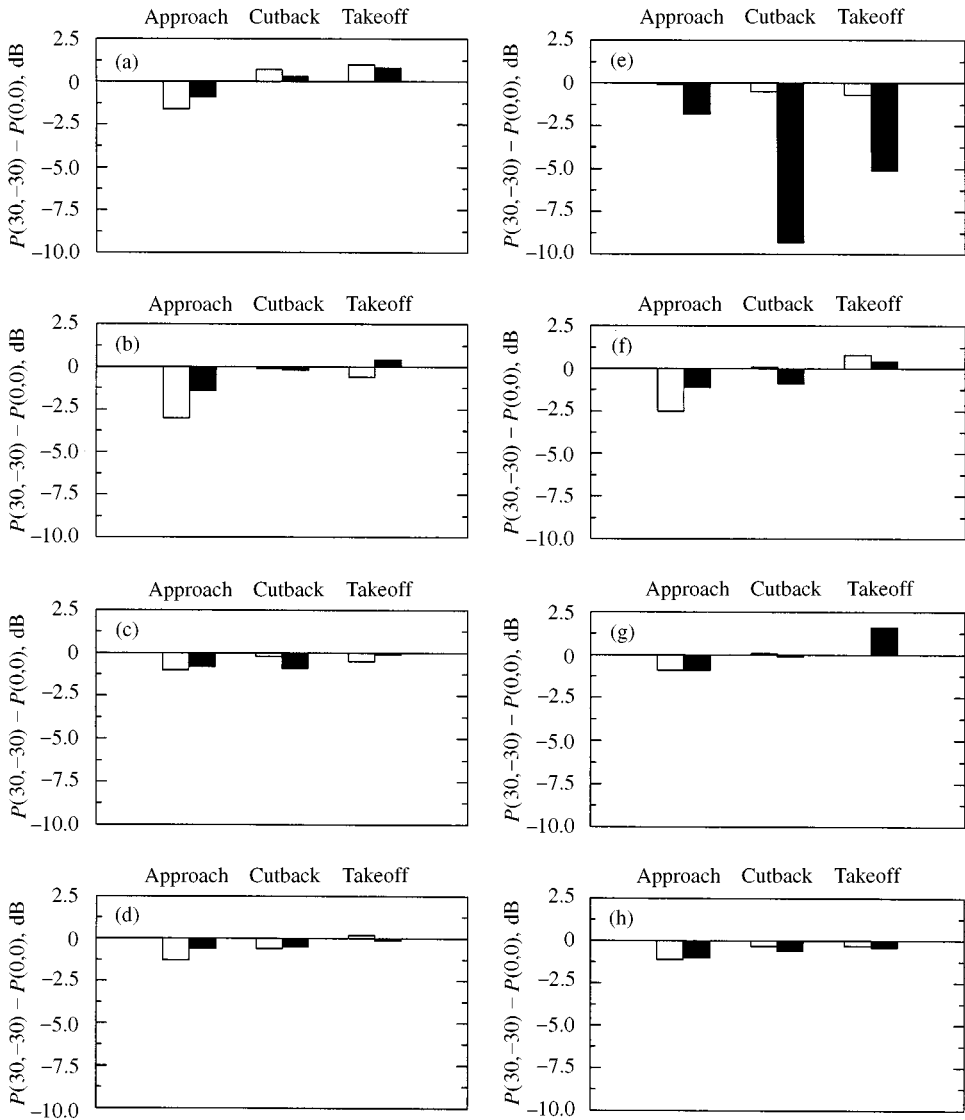 Approach Cutback Takeoff
P(30,−30) − P(0,0), dB
2.5
(a)
0
−2.5
−5.0
−7.5
−10.0
Approach Cutback Takeoff
P(30,−30) − P(0,0), dB
2.5
(b)
0
−2.5
−5.0
−7.5
−10.0
Approach Cutback Takeoff
P(30,−30) − P(0,0), dB
2.5
(c)
0
−2.5
−5.0
−7.5
−10.0
Approach Cutback Takeoff
P(30,−30) − P(0,0), dB
2.5
(d)
0
−2.5
−5.0
−7.5
−10.0
Approach Cutback Takeoff
P(30,−30) − P(0,0), dB
2.5
(e)
0
−2.5
−5.0
−7.5
−10.0
Approach Cutback Takeoff
P(30,−30) − P(0,0), dB
2.5
(f)
0
−2.5
−5.0
−7.5
−10.0
Approach Cutback Takeoff
P(30,−30) − P(0,0), dB
2.5
(g)
0
−2.5
−5.0
−7.5
−10.0
Approach Cutback Takeoff
P(30,−30) − P(0,0), dB
2.5
(h)
0
−2.5
−5.0
−7.5
−10.0